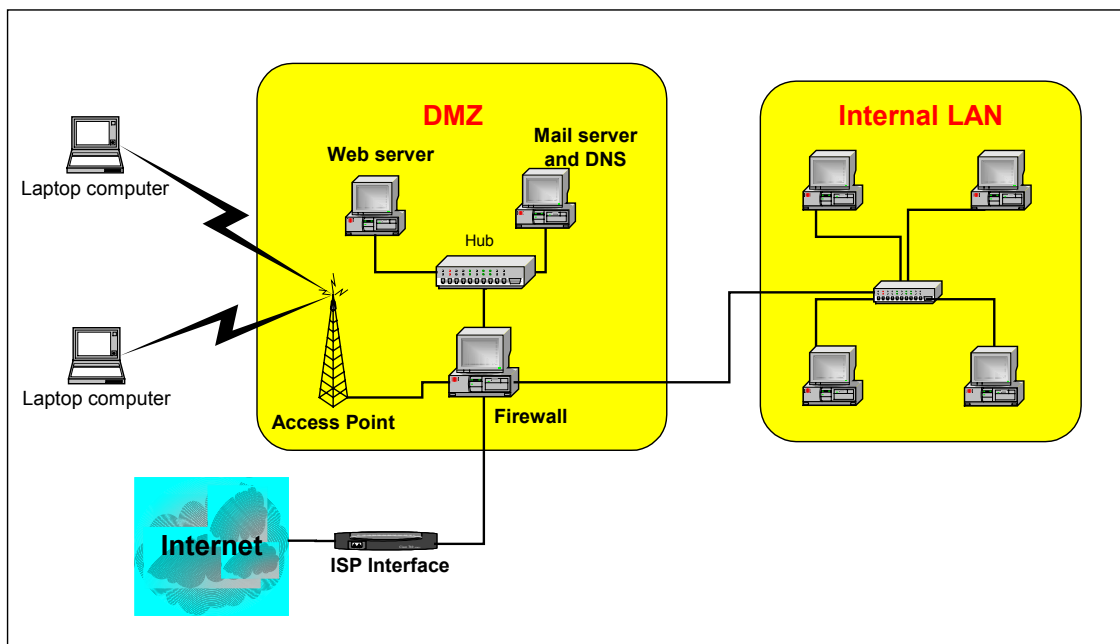 DMZ
Internal LAN
Web server
Mail server
and DNS
Hub
Laptop computer
Laptop computer
Access Point
Firewall
Internet
ISP Interface